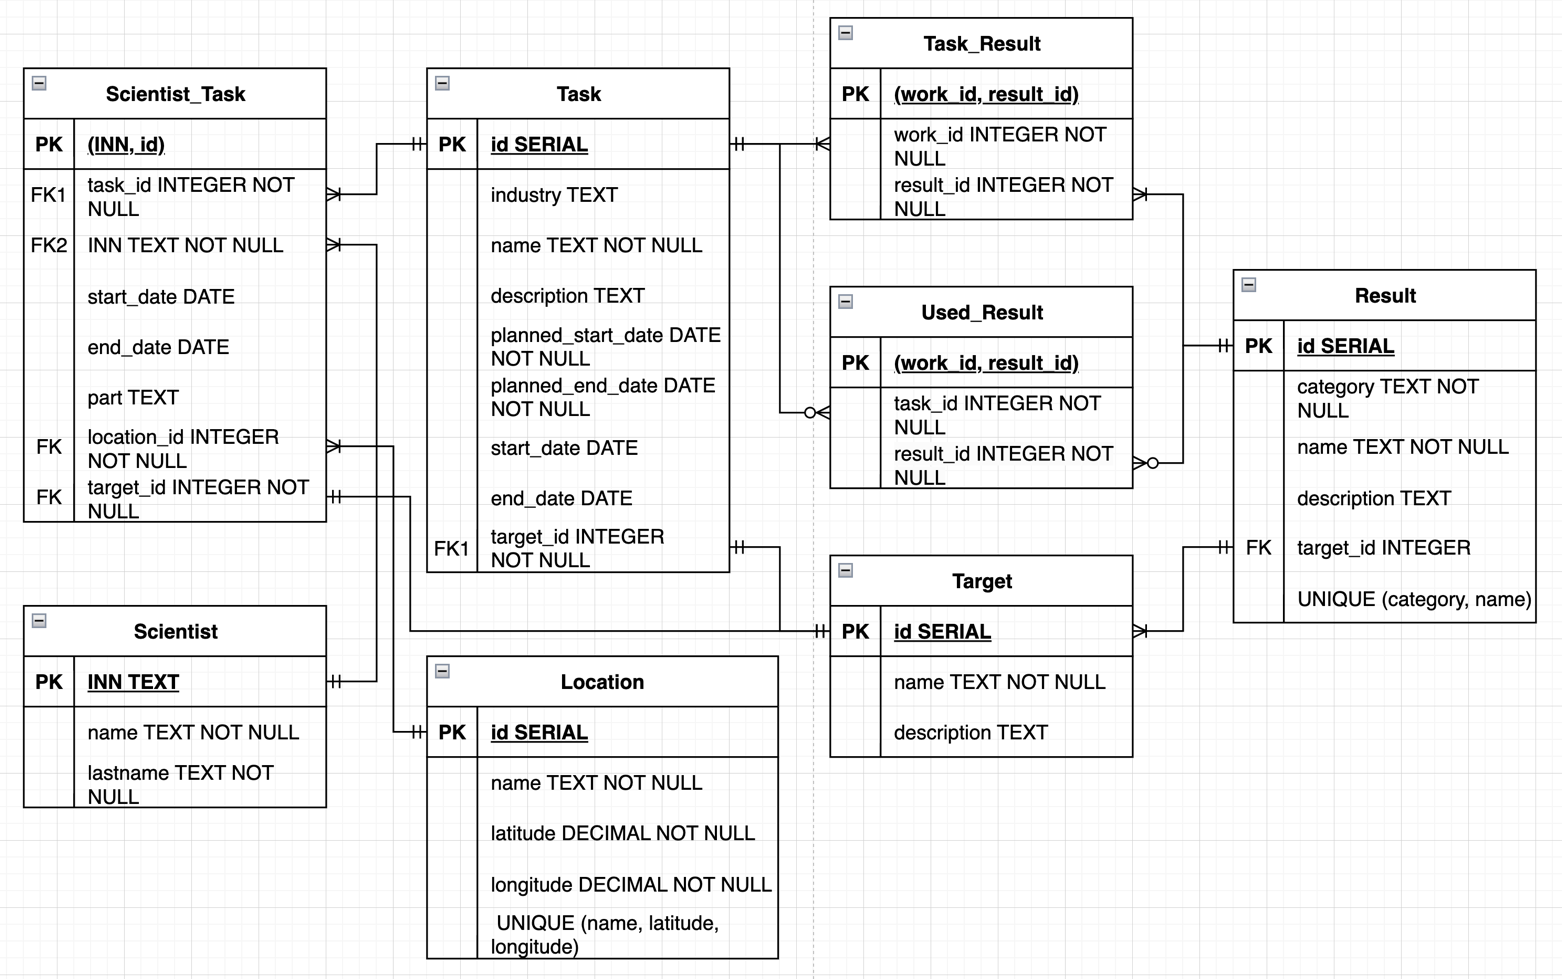 Scientist_Task
PK (INN, id)
FK1 task_id INTEGER NOT
NULL
FK2 INN TEXT NOT NULL
start_date DATE
end_date DATE
part TEXT
FK location_id INTEGER
NOT NULL
FK target_id INTEGER NOT
NULL
Scientist
PK INN TEXT
name TEXT NOT NULL
lastname TEXT NOT
NULL
Task
PK id SERIAL
industry TEXT
name TEXT NOT NULL
description TEXT
planned_start_date DATE
NOT NULL
planned_end_date DATE
NOT NULL
start_date DATE
end_date DATE
FK1 target_id INTEGER
NOT NULL
Location
PK id SERIAL
name TEXT NOT NULL
latitude DECIMAL NOT NULL
longitude DECIMAL NOT NULL
UNIQUE (name, latitude,
longitude)
Task_Result
PK (work_id, result_id)
work_id INTEGER NOT
NULL
result_id INTEGER NOT
NULL
Used_Result
PK (work_id, result_id)
task_id INTEGER NOT
NULL
result_id INTEGER NOT
NULL
Target
PK id SERIAL
name TEXT NOT NULL
description TEXT
Result
PK id SERIAL
category TEXT NOT
NULL
name TEXT NOT NULL
description TEXT
FK target_id INTEGER
UNIQUE (category, name)